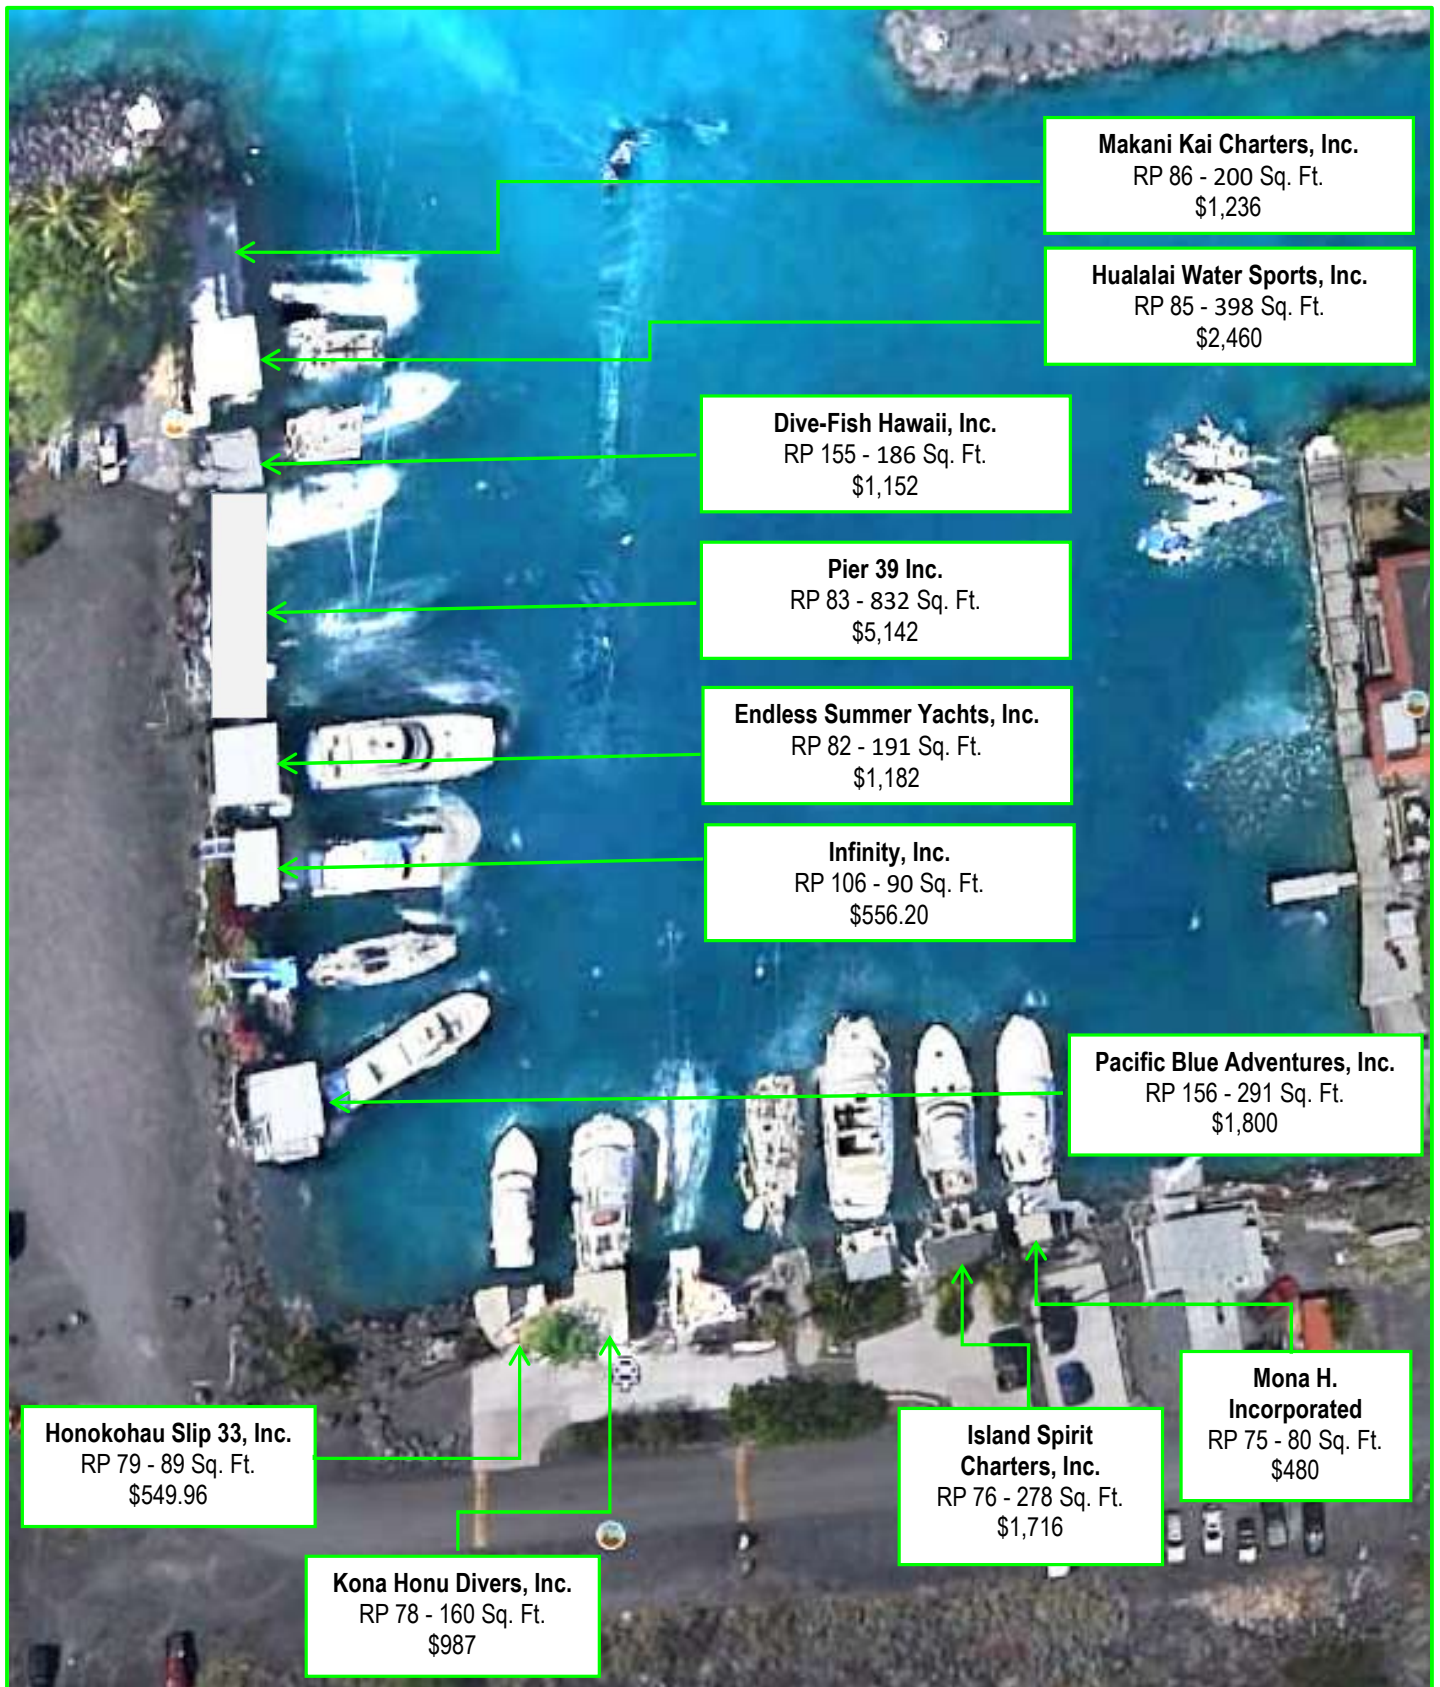 Makani Kai Charters, Inc.
RP 86 - 200 Sq. Ft.
$1,236
Hualalai Water Sports, Inc.
RP 85 - 398 Sq. Ft.
$2,460
Dive-Fish Hawaii, Inc.
RP 155 - 186 Sq. Ft.
$1,152
Pier 39 Inc.
RP 83 - 832 Sq. Ft.
$5,142
Endless Summer Yachts, Inc.
RP 82 - 191 Sq. Ft.
$1,182
Infinity, Inc.
RP 106 - 90 Sq. Ft.
$556.20
Pacific Blue Adventures, Inc.
RP 156 - 291 Sq. Ft.
$1,800
Mona H.
Incorporated
RP 75 - 80 Sq. Ft.
$480
Island Spirit
Charters, Inc.
RP 76 - 278 Sq. Ft.
$1,716
Honokohau Slip 33, Inc.
RP 79 - 89 Sq. Ft.
$549.96
Kona Honu Divers, Inc.
RP 78 - 160 Sq. Ft.
$987